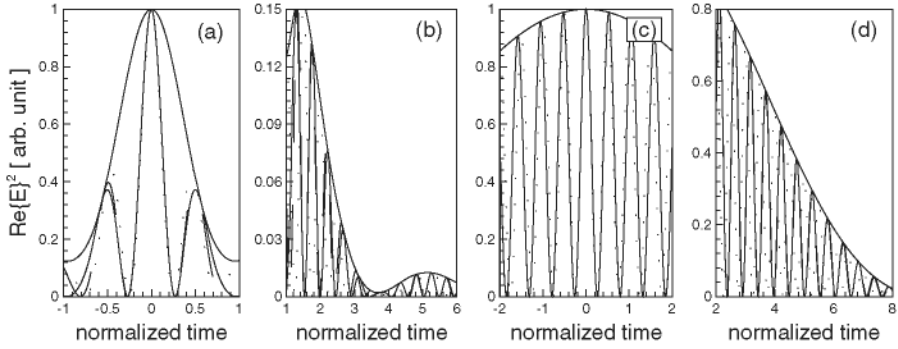 Re{E}² [ arb. unit ]
(a)
1
0.8
0.6
0.4
0.2
0
-1 -0.5 0 0.5 1
normalized time
(b)
0.15
0.12
0.09
0.06
0.03
0
1 2 3 4 5 6
normalized time
(c)
1
0.8
0.6
0.4
0.2
0
-2 -1 0 1 2
normalized time
(d)
0.8
0.6
0.4
0.2
0
2 4 6 8
normalized time